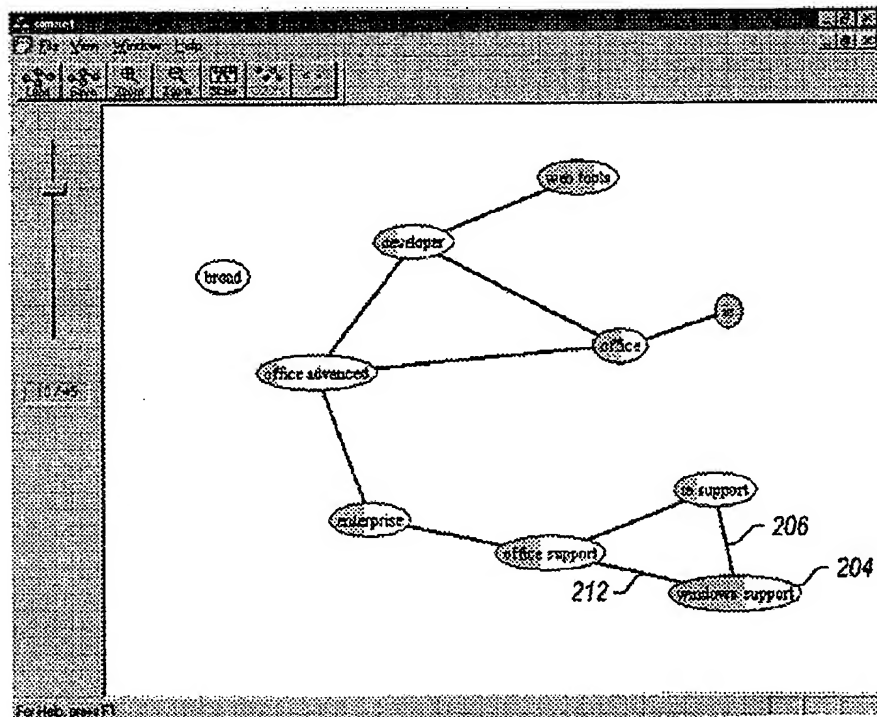 File View Window Help
web tools
developer
broad
ie
office
office advanced
ie support
enterprise
206
office support
204
212
windows support
For Help, press F1